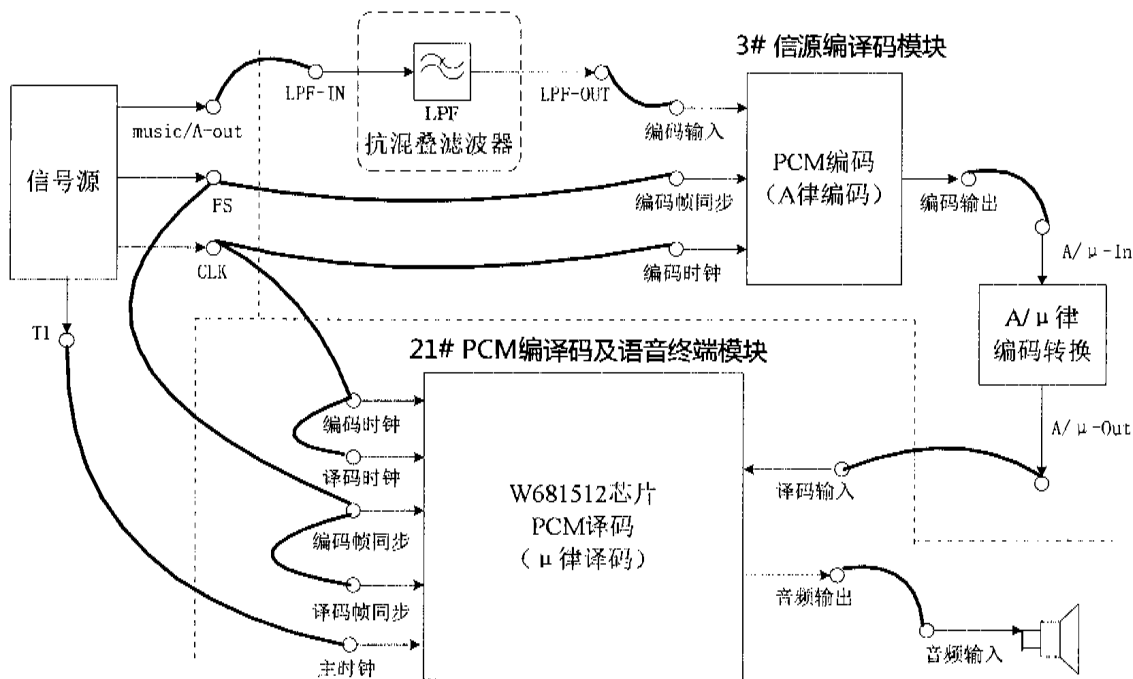 3# 信源编译码模块
LPF-IN
LPF
LPF-OUT
抗混叠滤波器
music/A-out
编码输入
信号源
PCM编码
（A律编码）
FS
编码帧同步
编码输出
CLK
编码时钟
A/μ-In
T1
A/μ律
编码转换
21# PCM编译码及语音终端模块
编码时钟
A/μ-Out
译码时钟
译码输入
W681512芯片
PCM译码
（μ律译码）
编码帧同步
译码帧同步
音频输出
主时钟
音频输入